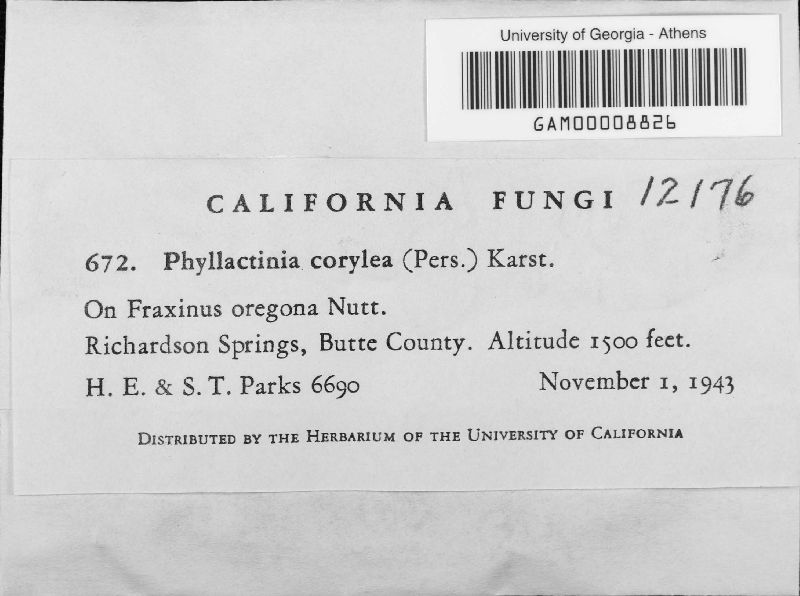 University of Georgia - Athens
GAM00008826
CALIFORNIA FUNGI 12176
672. Phyllactinia corylea (Pers.) Karst.
On Fraxinus oregona Nutt.
Richardson Springs, Butte County. Altitude 1500 feet.
H. E. & S. T. Parks 6690 November 1, 1943
DISTRIBUTED BY THE HERBARIUM OF THE UNIVERSITY OF CALIFORNIA